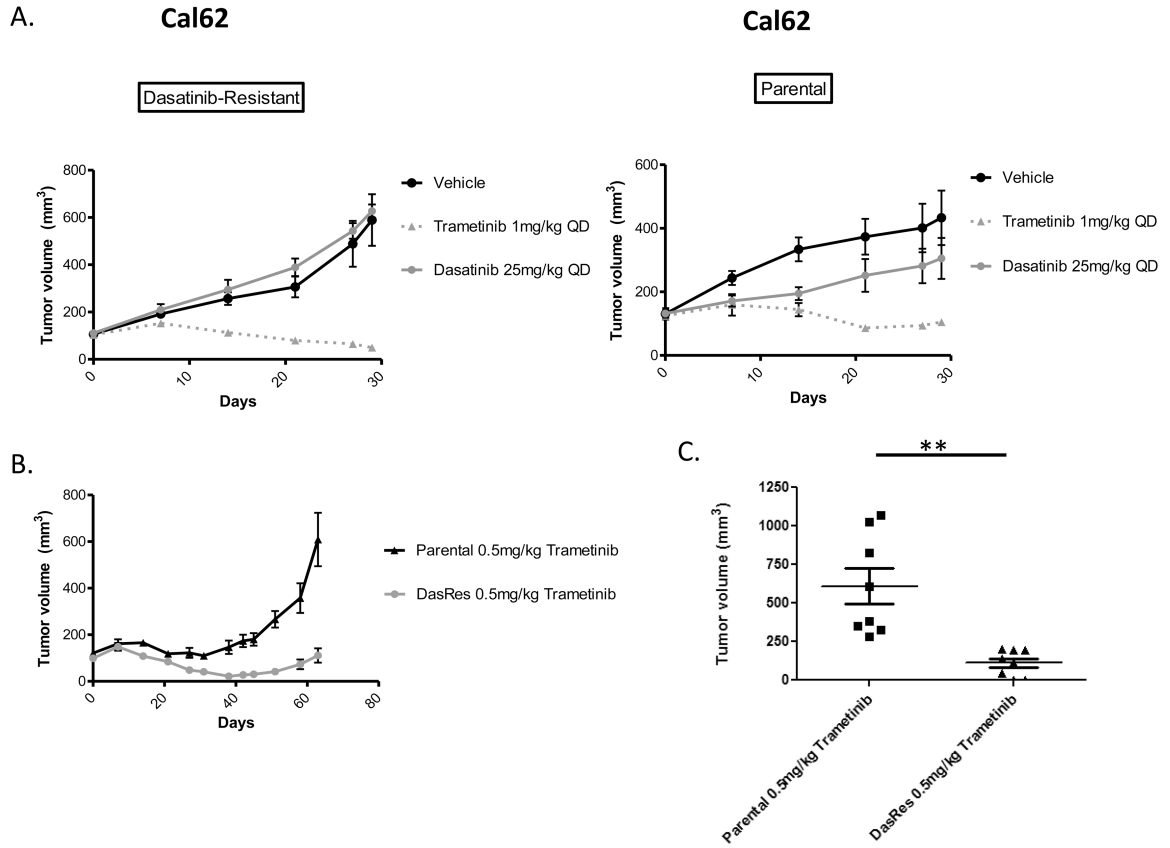 A.
Cal62
Dasatinib-Resistant
Tumor volume (mm3)
800
600
400
200
0
0
10
20
30
Days
Vehicle
Trametinib 1mg/kg QD
Dasatinib 25mg/kg QD
Cal62
Parental
Tumor volume (mm3)
600
400
200
0
0
10
20
30
Days
Vehicle
Trametinib 1mg/kg QD
Dasatinib 25mg/kg QD
B.
Tumor volume (mm3)
800
600
400
200
0
0
20
40
60
80
Days
Parental 0.5mg/kg Trametinib
DasRes 0.5mg/kg Trametinib
C.
**
Tumor volume (mm3)
1250
1000
750
500
250
0
Parental 0.5mg/kg Trametinib
DasRes 0.5mg/kg Trametinib